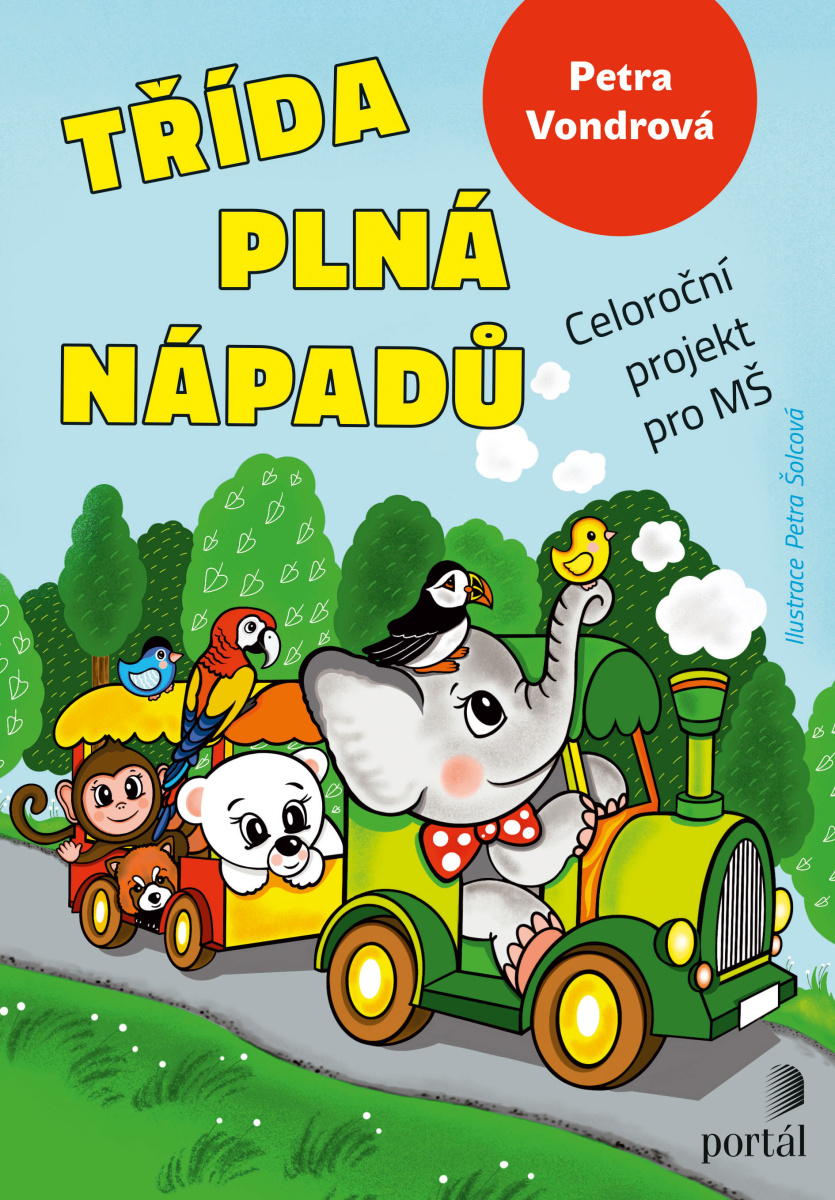 Petra
Vondrová
TŘÍDA
PLNÁ
NÁPADŮ
Celoroční
projekt
pro MŠ
Ilustrace Petra Šolcová
portál